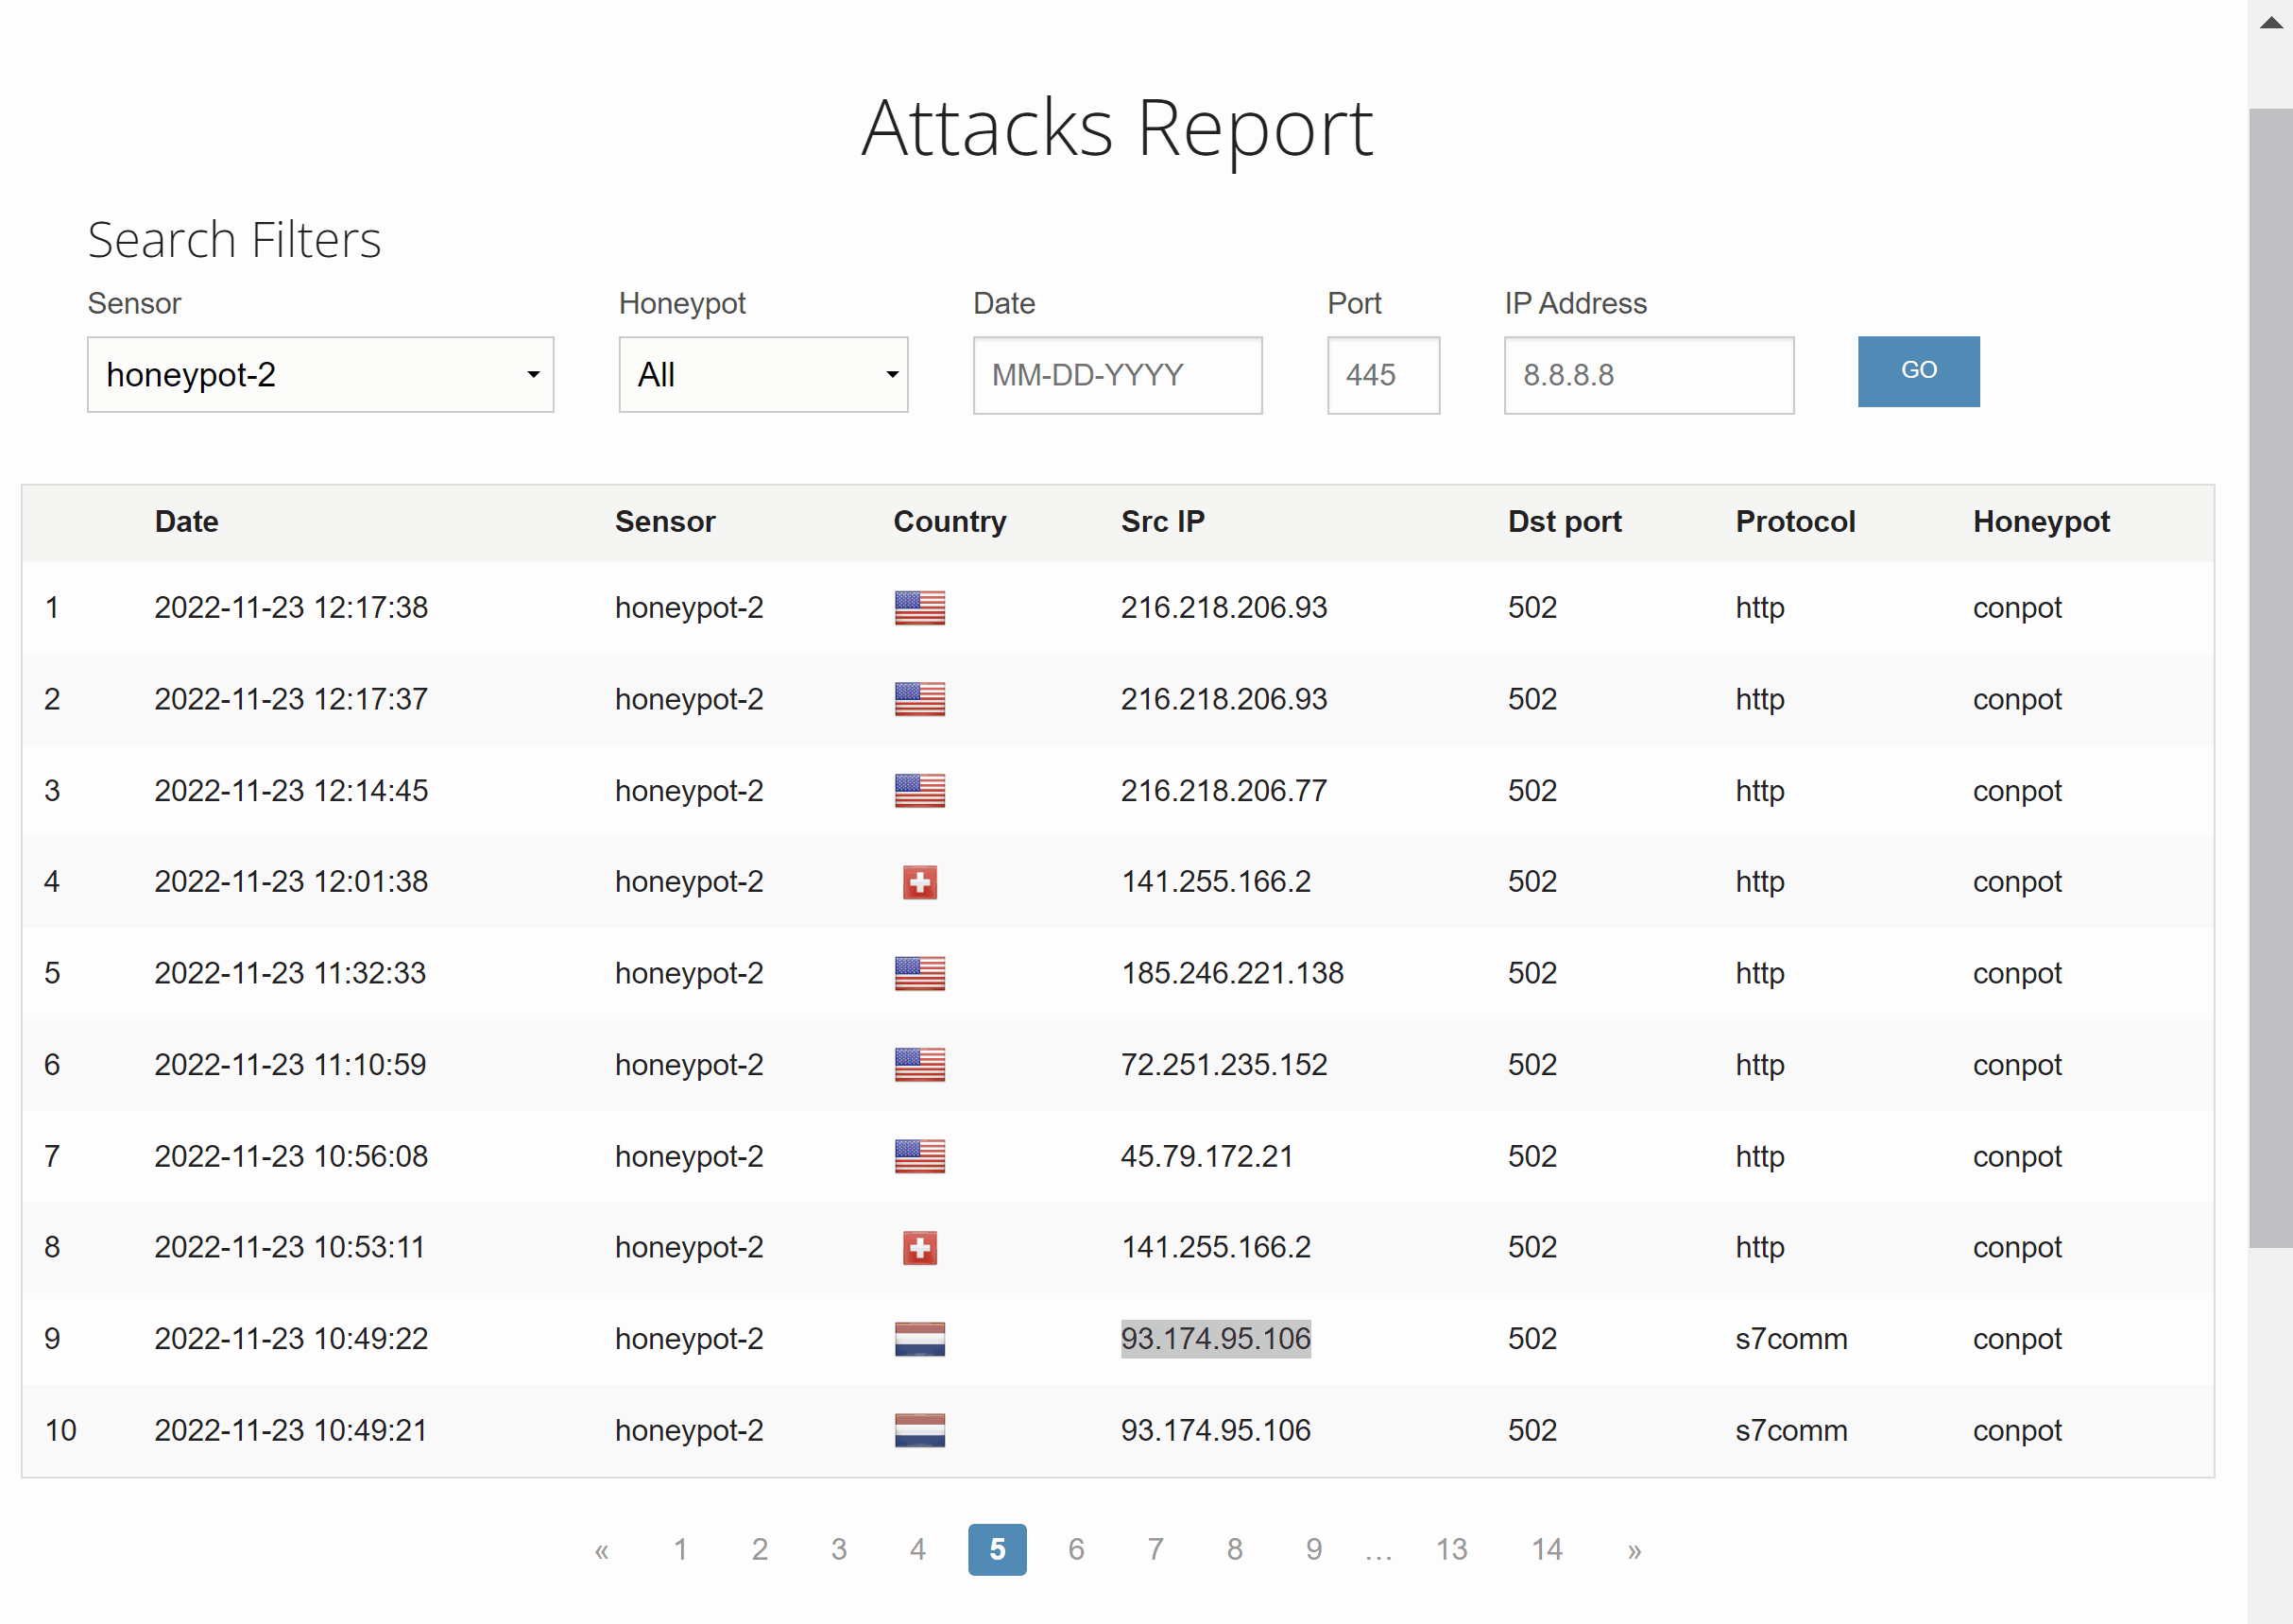 Attacks Report
Search Filters
Sensor Honeypot Date Port IP Address
honeypot-2 All MM-DD-YYYY 445 8.8.8.8 GO
Date Sensor Country Src IP Dst port Protocol Honeypot
1 2022-11-23 12:17:38 honeypot-2 216.218.206.93 502 http conpot
2 2022-11-23 12:17:37 honeypot-2 216.218.206.93 502 http conpot
3 2022-11-23 12:14:45 honeypot-2 216.218.206.77 502 http conpot
4 2022-11-23 12:01:38 honeypot-2 141.255.166.2 502 http conpot
5 2022-11-23 11:32:33 honeypot-2 185.246.221.138 502 http conpot
6 2022-11-23 11:10:59 honeypot-2 72.251.235.152 502 http conpot
7 2022-11-23 10:56:08 honeypot-2 45.79.172.21 502 http conpot
8 2022-11-23 10:53:11 honeypot-2 141.255.166.2 502 http conpot
9 2022-11-23 10:49:22 honeypot-2 93.174.95.106 502 s7comm conpot
10 2022-11-23 10:49:21 honeypot-2 93.174.95.106 502 s7comm conpot
« 1 2 3 4 5 6 7 8 9 … 13 14 »